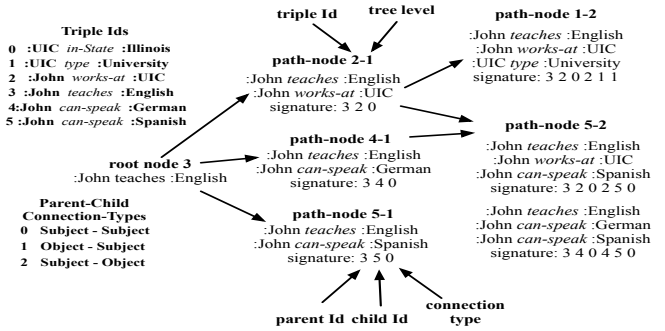 Triple Ids
0 :UIC in-State :Illinois
1 :UIC type :University
2 :John works-at :UIC
3 :John teaches :English
4:John can-speak :German
5 :John can-speak :Spanish
triple Id
tree level
path-node 2-1
:John teaches :English
:John works-at :UIC
signature: 3 2 0
path-node 1-2
:John teaches :English
:John works-at :UIC
:UIC type :University
signature: 3 2 0 2 1 1
root node 3
:John teaches :English
path-node 4-1
:John teaches :English
:John can-speak :German
signature: 3 4 0
path-node 5-2
:John teaches :English
:John works-at :UIC
:John can-speak :Spanish
signature: 3 2 0 2 5 0
:John teaches :English
:John can-speak :German
:John can-speak :Spanish
signature: 3 4 0 4 5 0
Parent-Child
Connection-Types
0 Subject - Subject
1 Object - Subject
2 Subject - Object
path-node 5-1
:John teaches :English
:John can-speak :Spanish
signature: 3 5 0
parent Id
child Id
connection
type